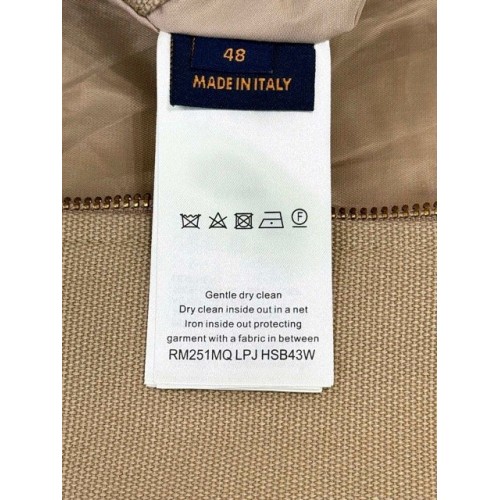 48
MADE IN ITALY
F
Gentle dry clean
Dry clean inside out in a net
Iron inside out protecting
garment with a fabric in between
RM251MQ LPJ HSB43W